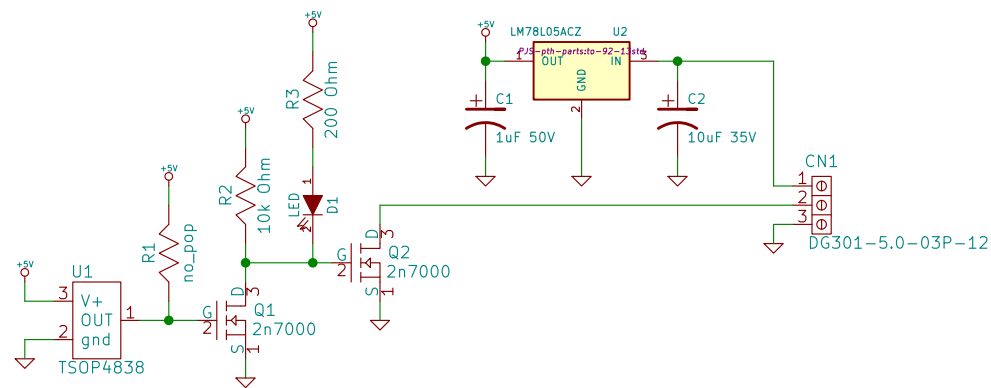 +5V
+5V
LM78L05ACZ U2
PJS-pth-parts:to-92-13std
1 OUT IN 3
GND
2
R3
200 Ohm
C1
1uF 50V
C2
10uF 35V
+5V
R2
10k Ohm
1
LED
D1
2
CN1
1
2
3
DG301-5.0-03P-12
+5V
R1
no_pop
D
3
G
2
Q2
2n7000
S
1
+5V
U1
3 V+
OUT 1
2 gnd
TSOP4838
D
3
G
2
Q1
2n7000
S
1